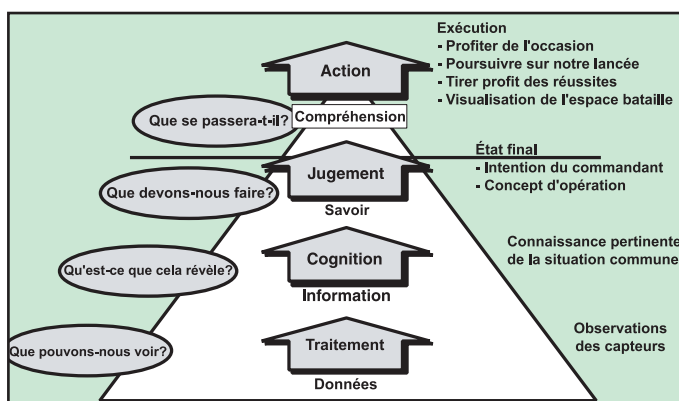 Exécution
- Profiter de l'occasion
- Poursuivre sur notre lancée
- Tirer profit des réussites
- Visualisation de l'espace bataille
Action
Que se passera-t-il?
Compréhension
État final
- Intention du commandant
- Concept d'opération
Jugement
Que devons-nous faire?
Savoir
Connaissance pertinente
de la situation commune
Cognition
Qu'est-ce que cela révèle?
Information
Observations
des capteurs
Traitement
Que pouvons-nous voir?
Données